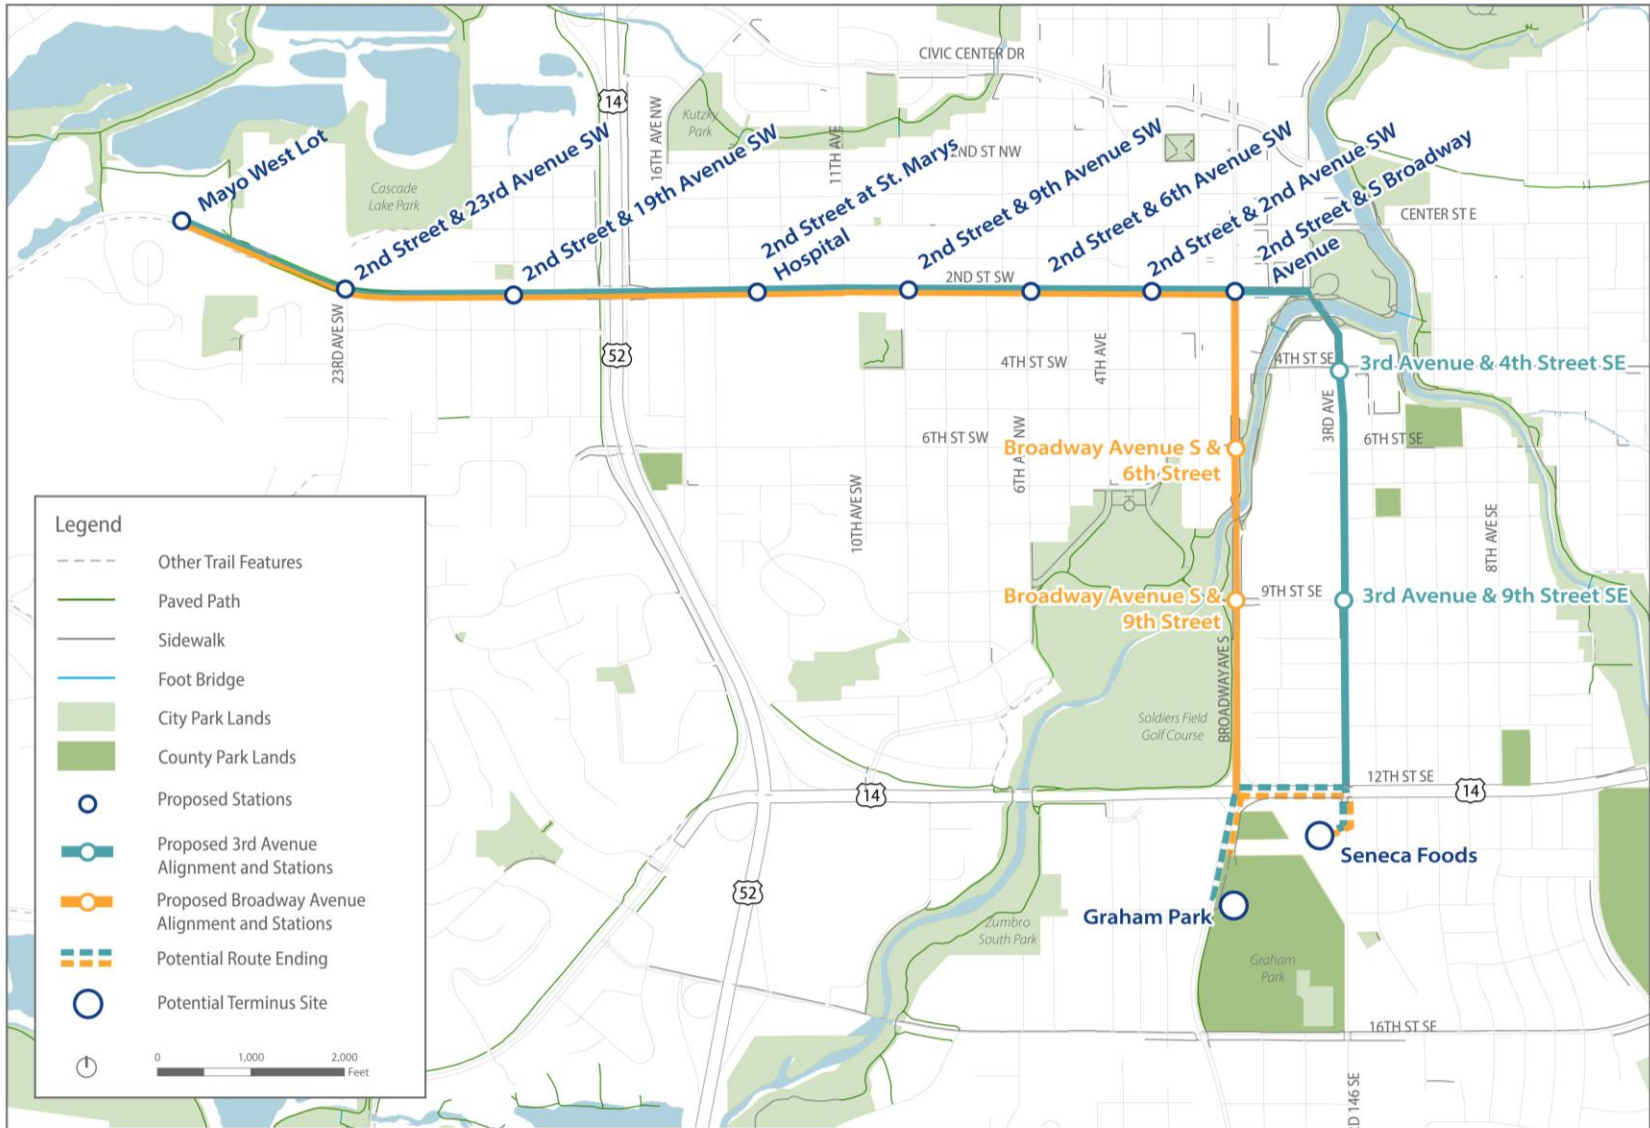 CIVIC CENTER DR
14
16TH AVE NW
Kutzky
Park
11TH AVE
2ND ST NW
Mayo West Lot
Cascade
Lake Park
2nd Street & 23rd Avenue SW
2nd Street & 19th Avenue SW
2nd Street at St. Marys
Hospital
2nd Street & 9th Avenue SW
2nd Street & 6th Avenue SW
2nd Street & 2nd Avenue SW
2nd Street & S Broadway
Avenue
CENTER ST E
2ND ST SW
23RD AVE SW
52
4TH ST SW
4TH AVE
4TH ST SE
3rd Avenue & 4th Street SE
3RD AVE
6TH ST SW
6TH A NW
6TH ST SE
Broadway Avenue S &
6th Street
10TH AVE SW
8TH AVE SE
Broadway Avenue S &
9th Street
9TH ST SE
3rd Avenue & 9th Street SE
BROADWAY AVE S
Soldiers Field
Golf Course
12TH ST SE
14
14
Seneca Foods
52
Graham Park
Zumbro
South Park
Graham
Park
16TH ST SE
D 146 SE
Legend
Other Trail Features
Paved Path
Sidewalk
Foot Bridge
City Park Lands
County Park Lands
Proposed Stations
Proposed 3rd Avenue
Alignment and Stations
Proposed Broadway Avenue
Alignment and Stations
Potential Route Ending
Potential Terminus Site
0 1,000 2,000
Feet